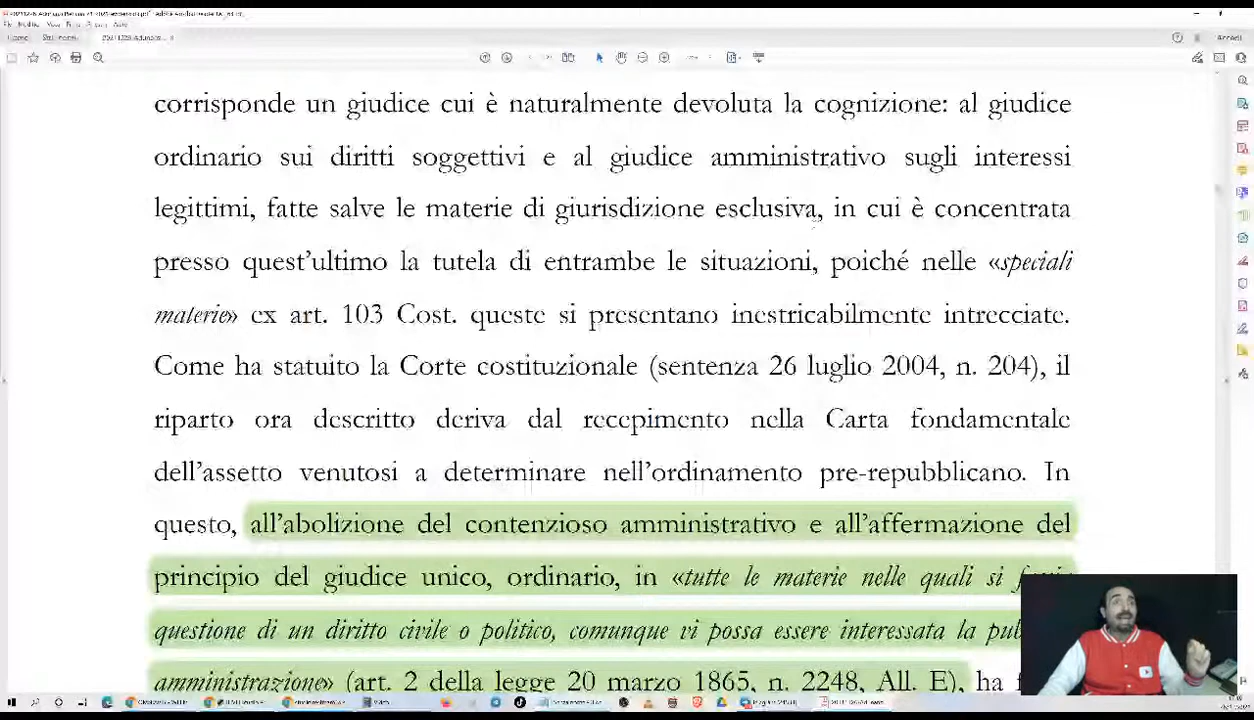 corrisponde un giudice cui è naturalmente devoluta la cognizione: al giudice
ordinario sui diritti soggettivi e al giudice amministrativo sugli interessi
legittimi, fatte salve le materie di giurisdizione esclusiva, in cui è concentrata
presso quest'ultimo la tutela di entrambe le situazioni, poiché nelle «speciali
materie» ex art. 103 Cost. queste si presentano inestricabilmente intrecciate.
Come ha statuito la Corte costituzionale (sentenza 26 luglio 2004, n. 204), il
riparto ora descritto deriva dal recepimento nella Carta fondamentale
dell'assetto venutosi a determinare nell'ordinamento pre-repubblicano. In
questo, all'abolizione del contenzioso amministrativo e all'affermazione del
principio del giudice unico, ordinario, in «tutte le materie nelle quali si
questione di un diritto civile o politico, comunque vi possa essere interessata la
amministrazione» (art. 2 della legge 20 marzo 1865, n. 2248, All. E), ha